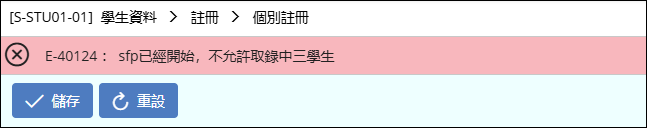 [S-STU01-01] 學生資料 > 註冊 > 個別註冊
E-40124： sfp已經開始，不允許取錄中三學生
儲存 重設